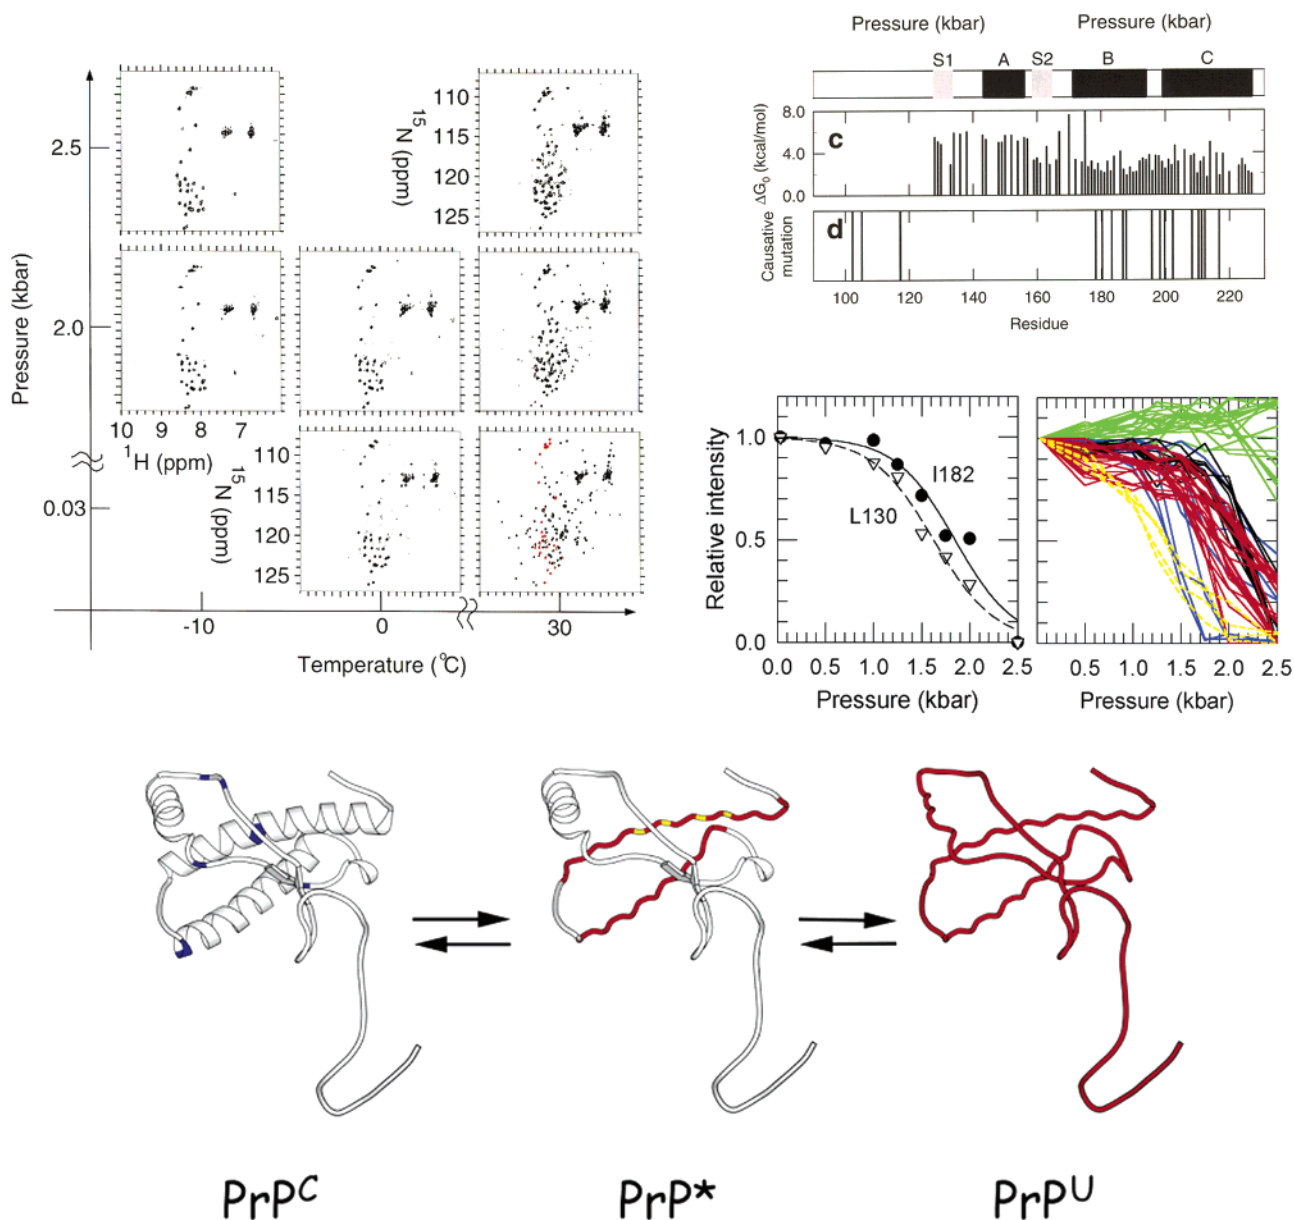 Pressure (kbar)
Pressure (kbar)
S1 A S2 B C
8.0
4.0
0.0
ΔG₀ (kcal/mol)
c
Causative
mutation
d
100 120 140 160 180 200 220
Residue
Pressure (kbar)
2.5
2.0
0.03
15N (ppm)
110
115
120
125
10 9 8 7
1H (ppm)
15N (ppm)
110
115
120
125
-10 0 30
Temperature (°C)
Relative intensity
1.0
0.5
0.0
I182
L130
0.0 0.5 1.0 1.5 2.0 2.5
Pressure (kbar)
0.5 1.0 1.5 2.0 2.5
Pressure (kbar)
PrPC
PrP*
PrPU